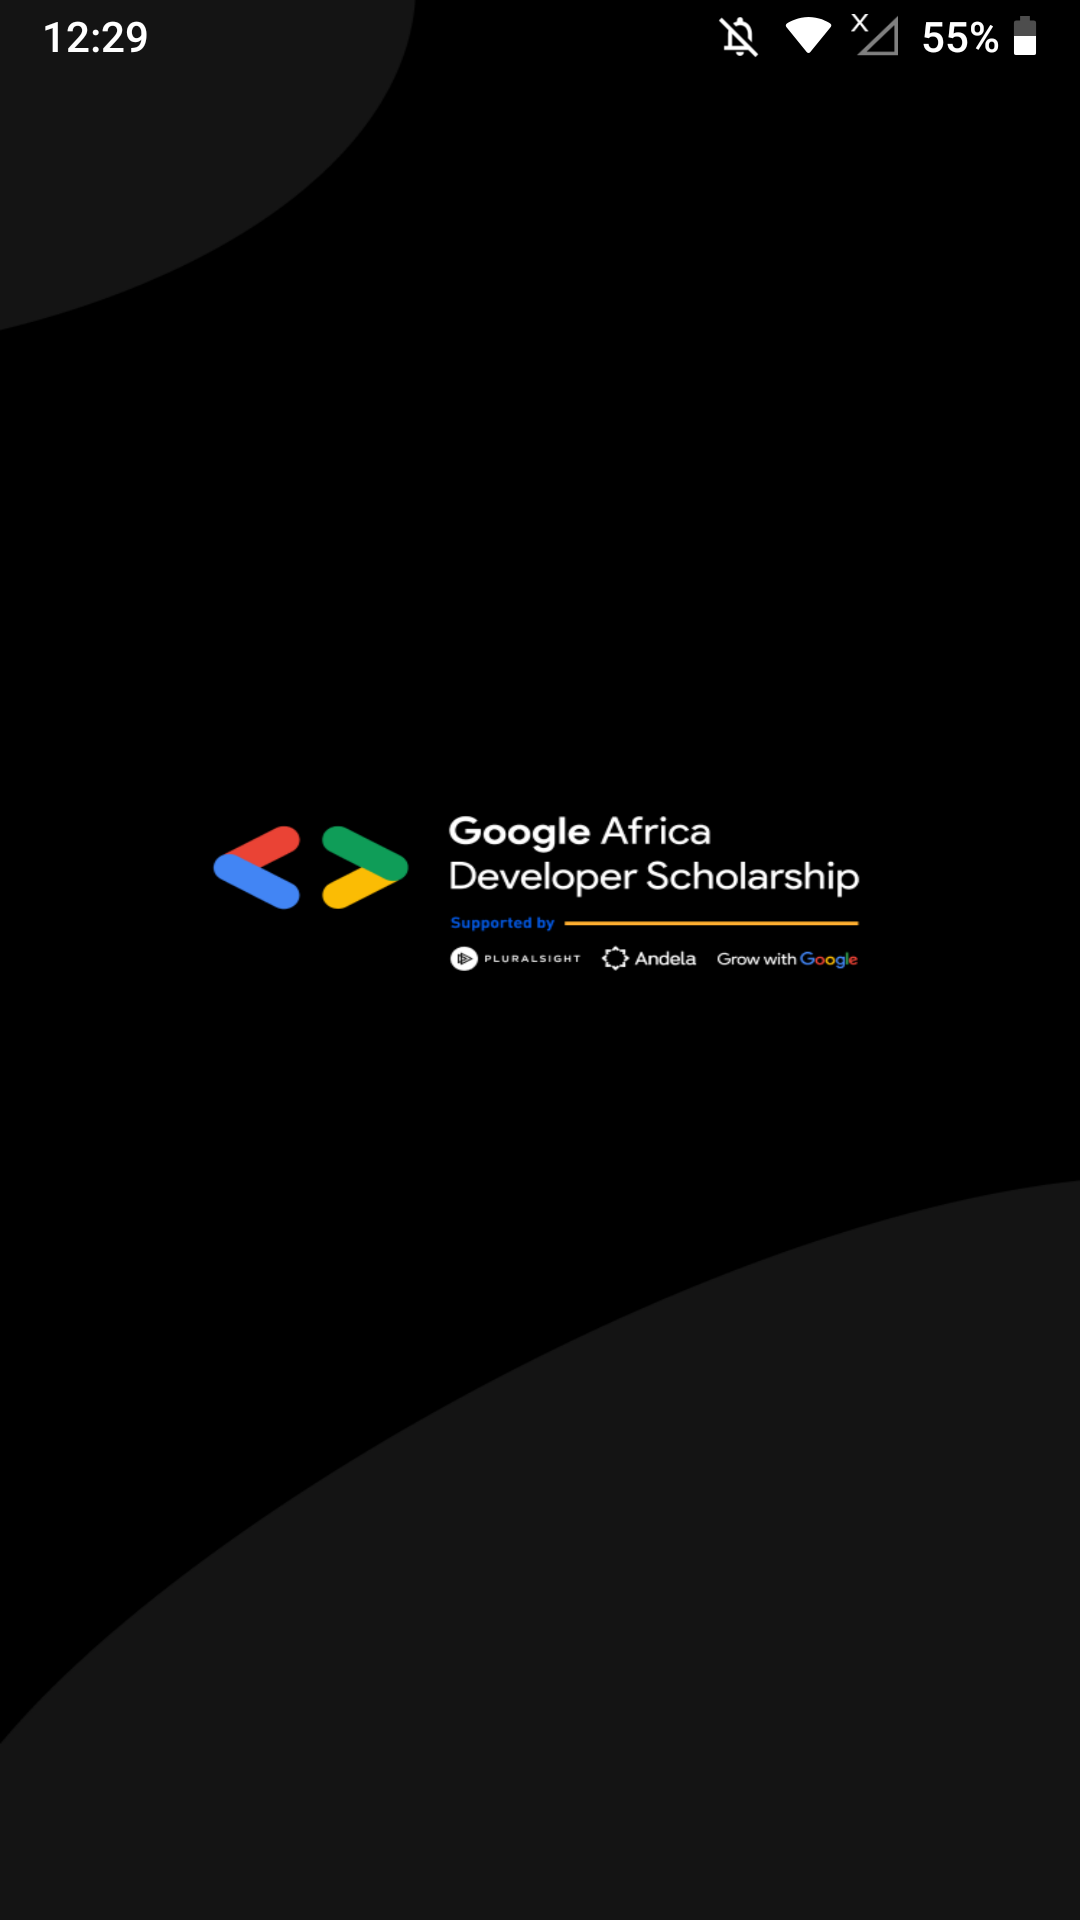 12:29
X
55%
Google Africa
Developer Scholarship
Supported by
PLURALSIGHT Andela Grow with Google